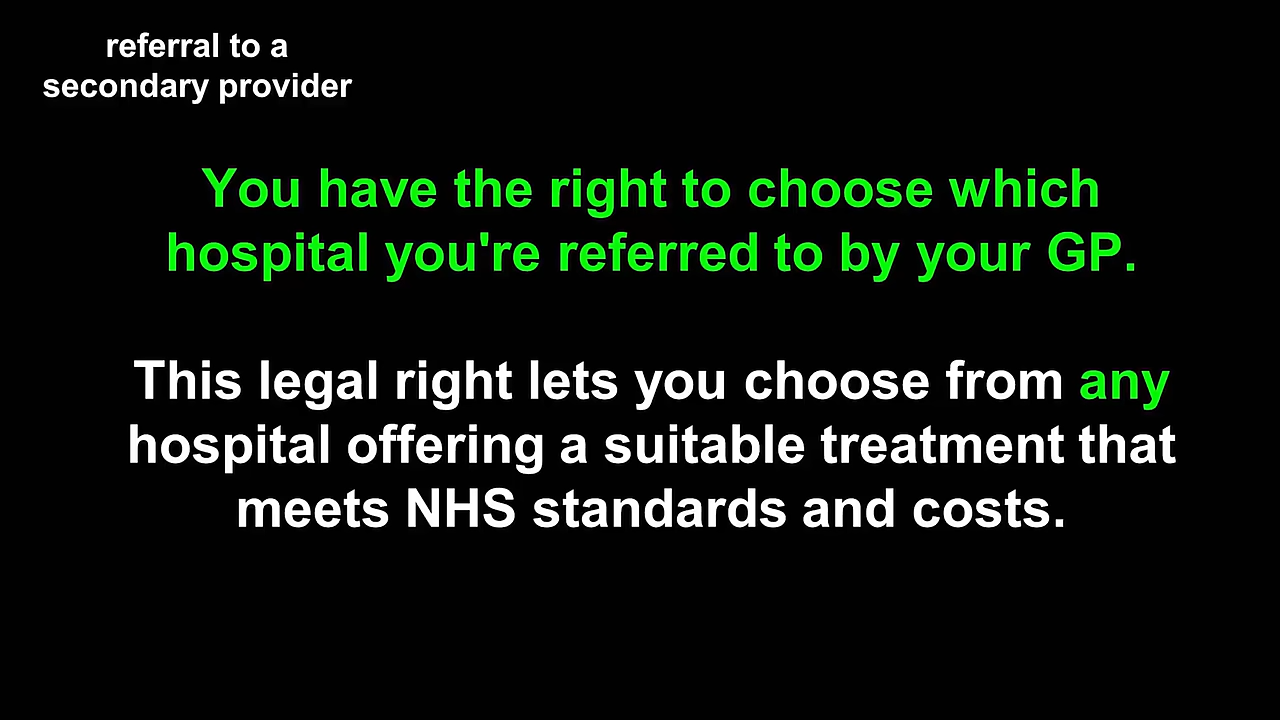 referral to a
secondary provider
You have the right to choose which
hospital you're referred to by your GP.
This legal right lets you choose from any
hospital offering a suitable treatment that
meets NHS standards and costs.